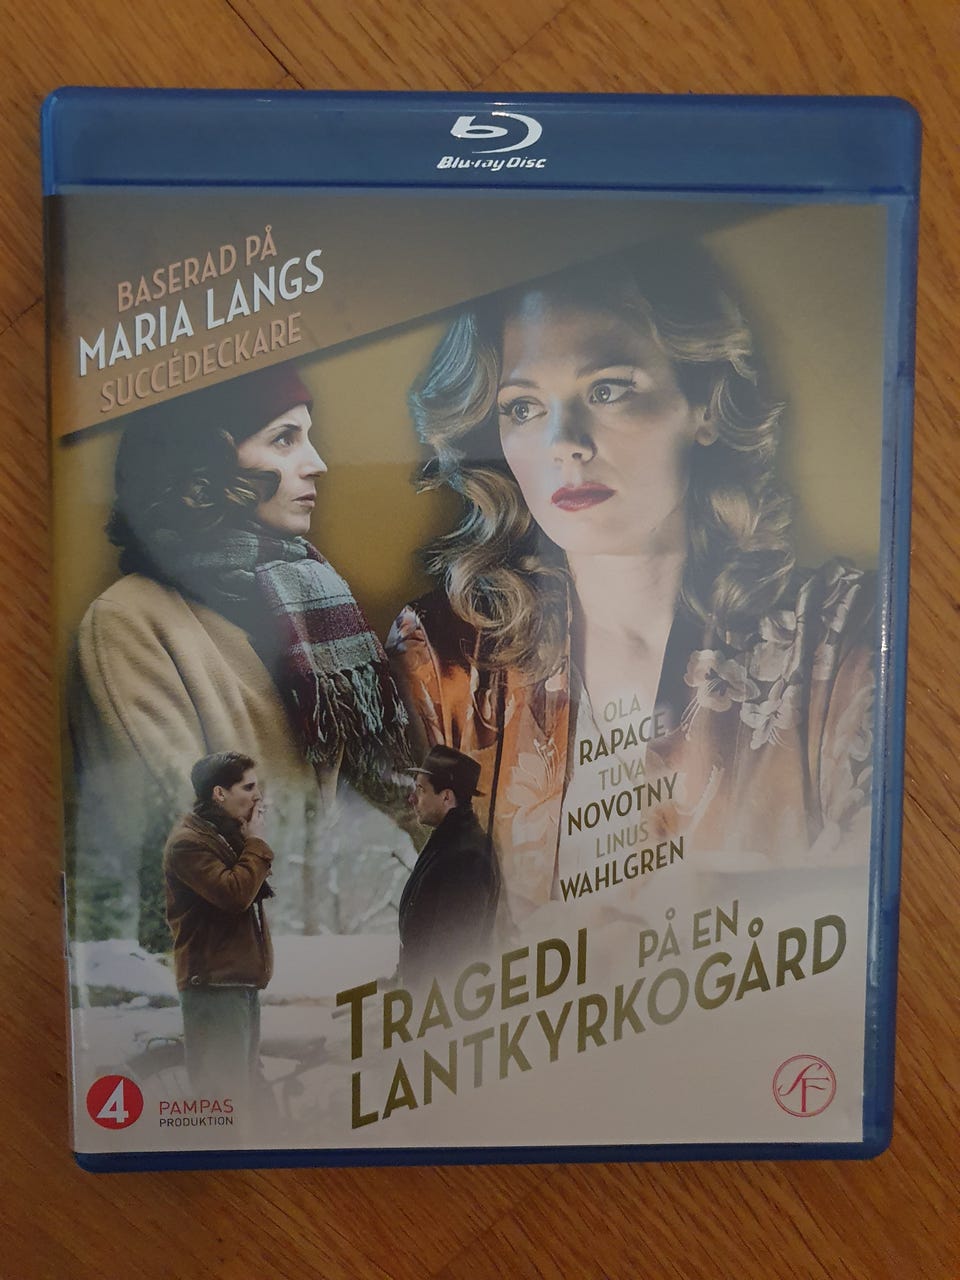 Blu-ray Disc
BASERAD PÅ
MARIA LANGS
SUCCÉDECKARE
OLA
RAPACE
TUVA
NOVOTNY
LINUS
WAHLGREN
TRAGEDI PÅ EN
LANTKYRKOGÅRD
4
PAMPAS
PRODUKTION
SF